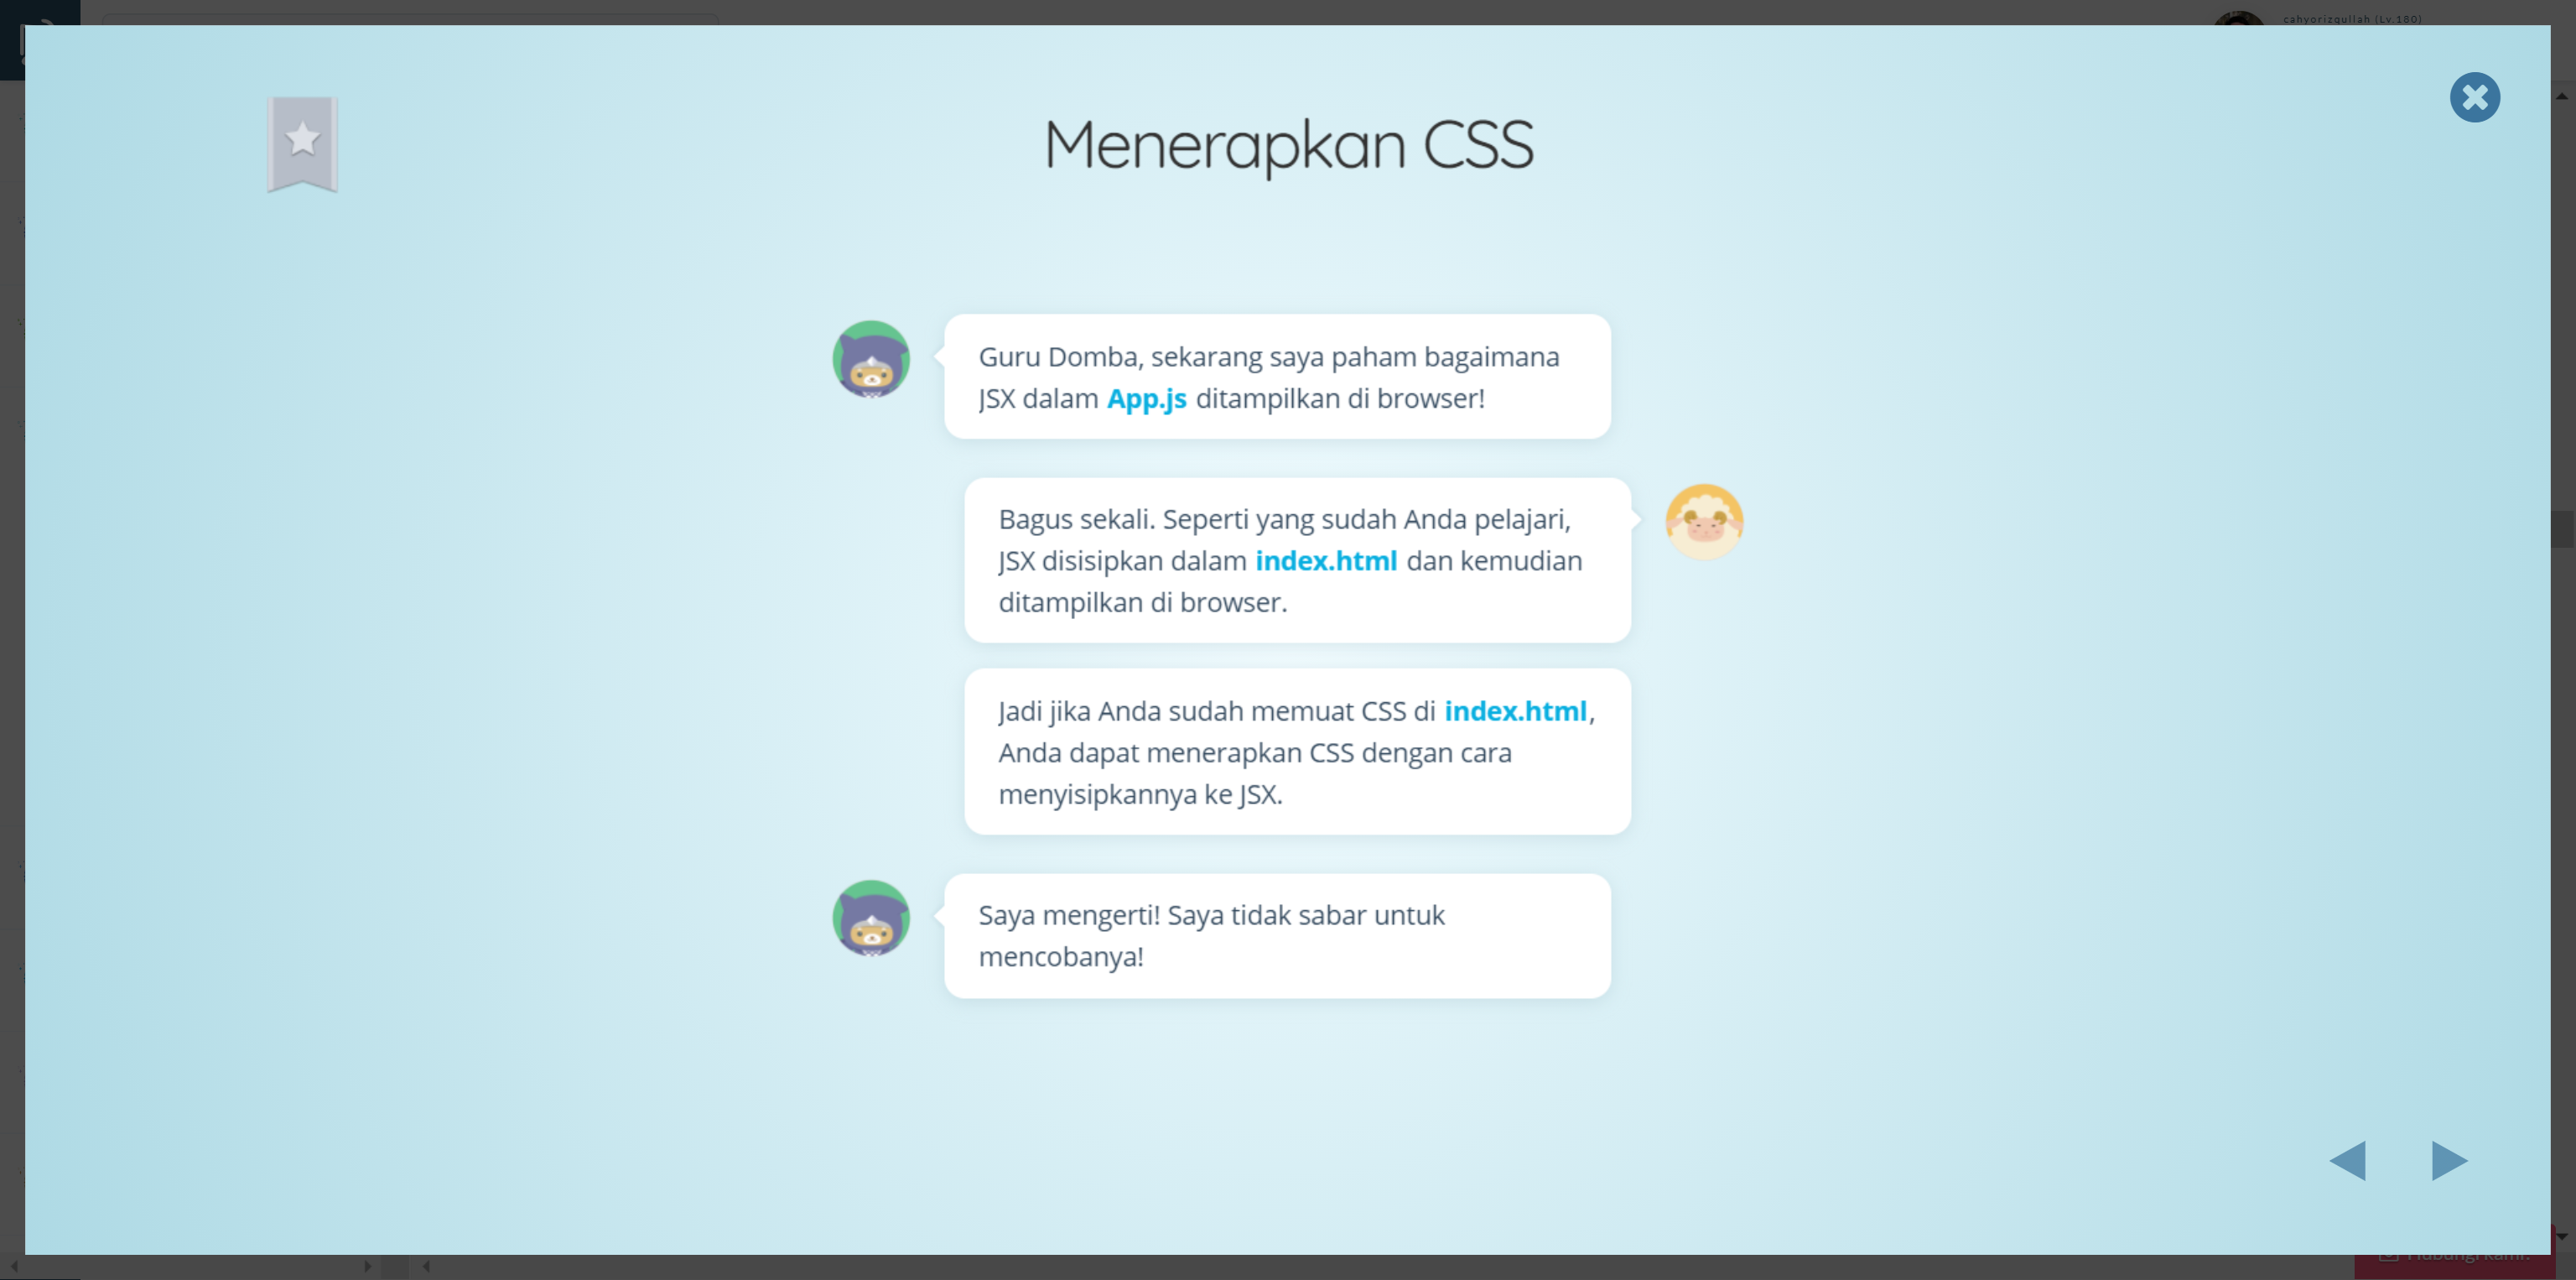 cahyorizqullah (Lv.180)
Menerapkan CSS
Guru Domba, sekarang saya paham bagaimana
JSX dalam App.js ditampilkan di browser!
Bagus sekali. Seperti yang sudah Anda pelajari,
JSX disisipkan dalam index.html dan kemudian
ditampilkan di browser.
Jadi jika Anda sudah memuat CSS di index.html,
Anda dapat menerapkan CSS dengan cara
menyisipkannya ke JSX.
Saya mengerti! Saya tidak sabar untuk
mencobanya!